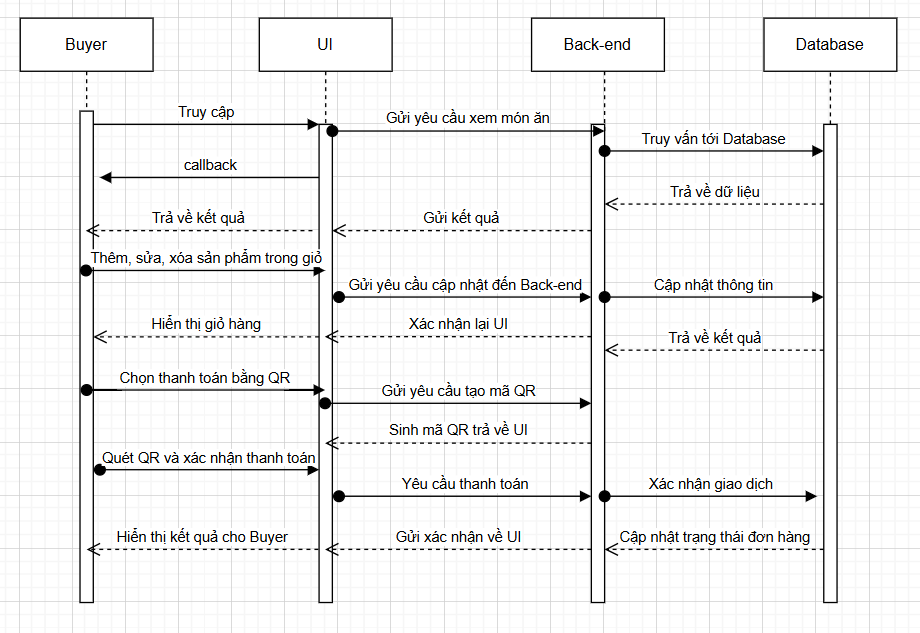 Buyer
UI
Back-end
Database
Truy cập
Gửi yêu cầu xem món ăn
Truy vấn tới Database
callback
Trả về dữ liệu
Trả về kết quả
Gửi kết quả
Thêm, sửa, xóa sản phẩm trong giỏ
Gửi yêu cầu cập nhật đến Back-end
Cập nhật thông tin
Hiển thị giỏ hàng
Xác nhận lại UI
Trả về kết quả
Chọn thanh toán bằng QR
Gửi yêu cầu tạo mã QR
Sinh mã QR trả về UI
Quét QR và xác nhận thanh toán
Yêu cầu thanh toán
Xác nhận giao dịch
Hiển thị kết quả cho Buyer
Gửi xác nhận về UI
Cập nhật trạng thái đơn hàng